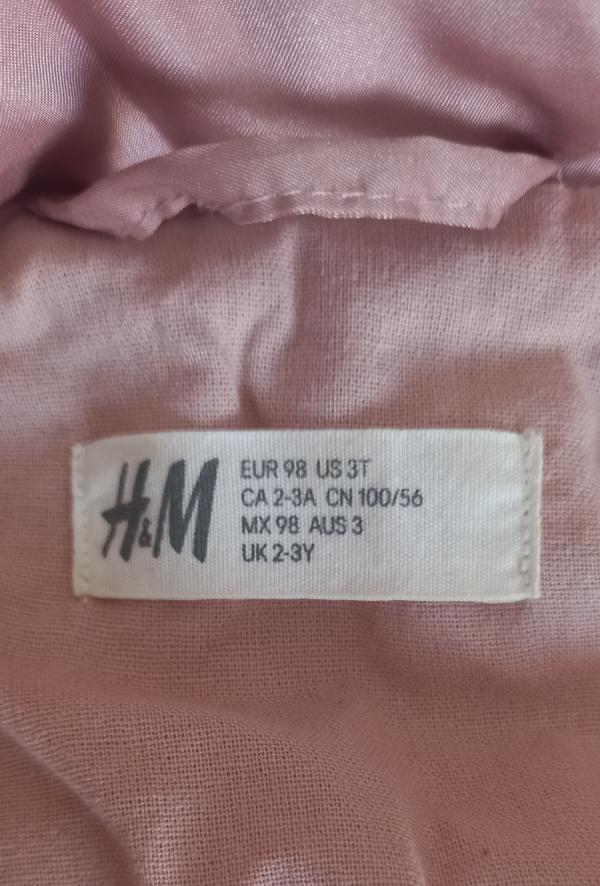 H&M
EUR 98 US 3T
CA 2-3A CN 100/56
MX 98 AUS 3
UK 2-3Y